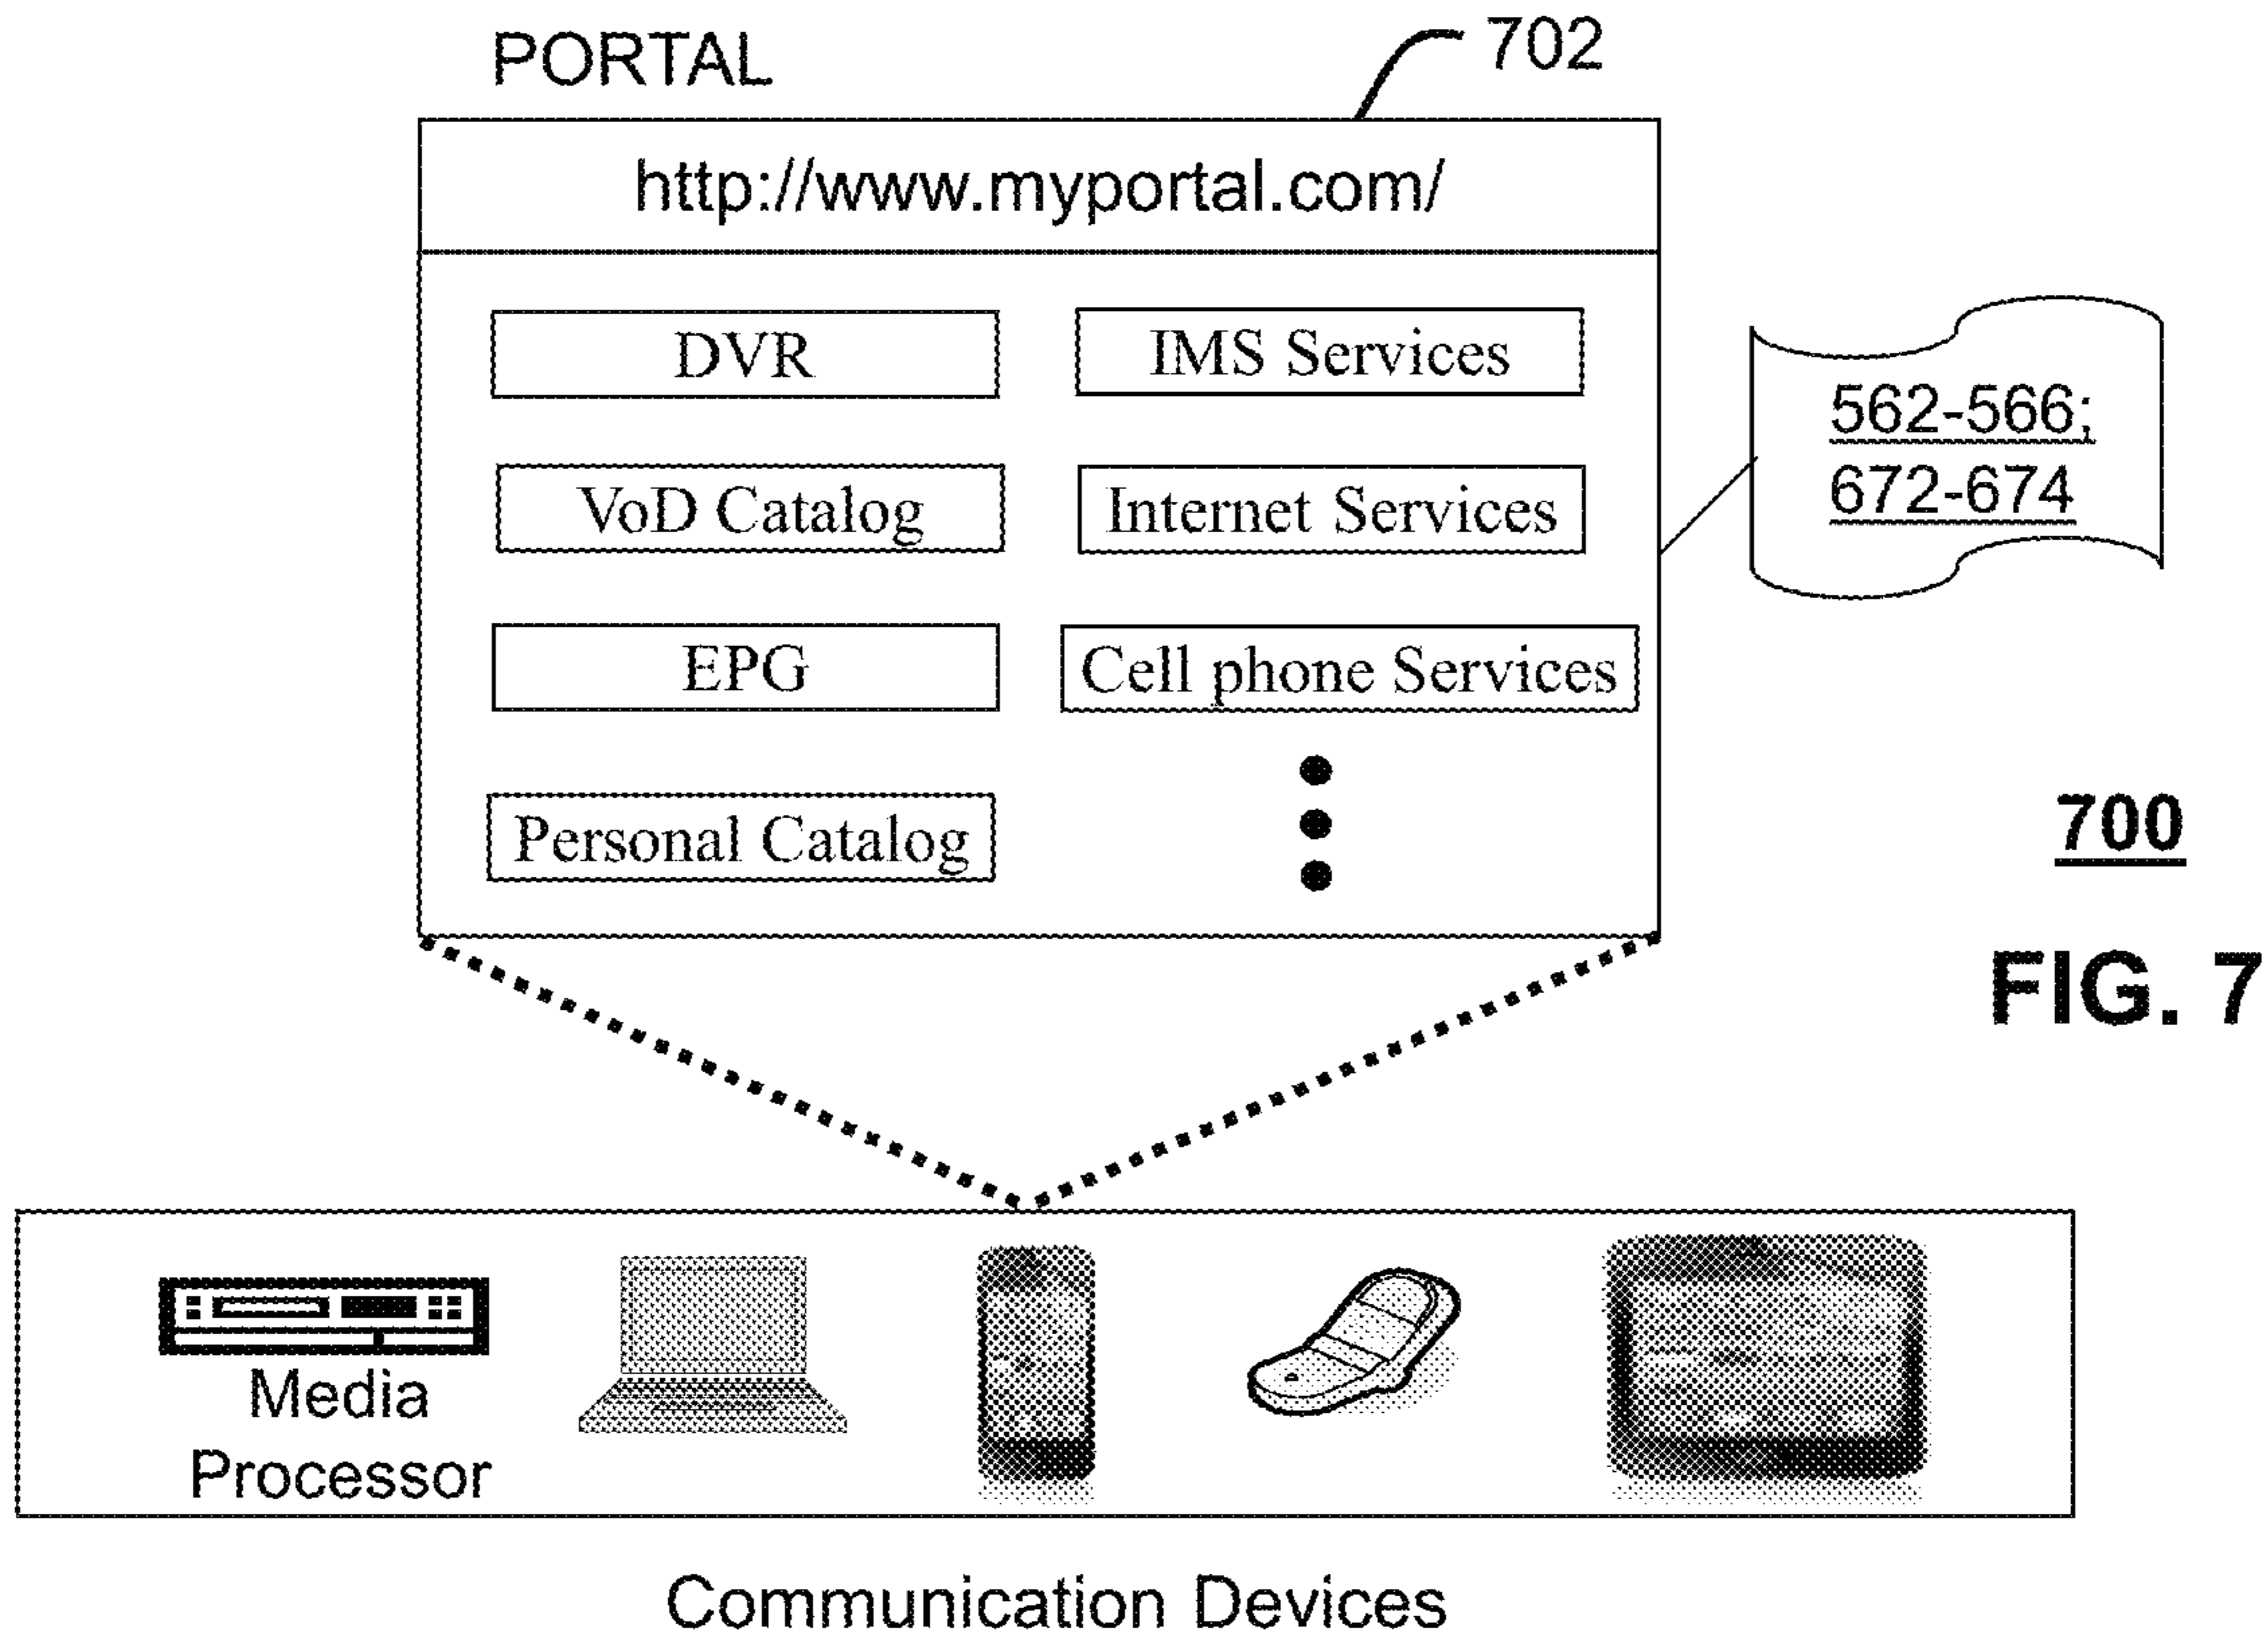 PORTAL
702
http://www.myportal.com/
DVR
IMS Services
VoD Catalog
Internet Services
EPG
Cell phone Services
Personal Catalog
562-566;
672-674
700
FIG. 7
Media
Processor
Communication Devices